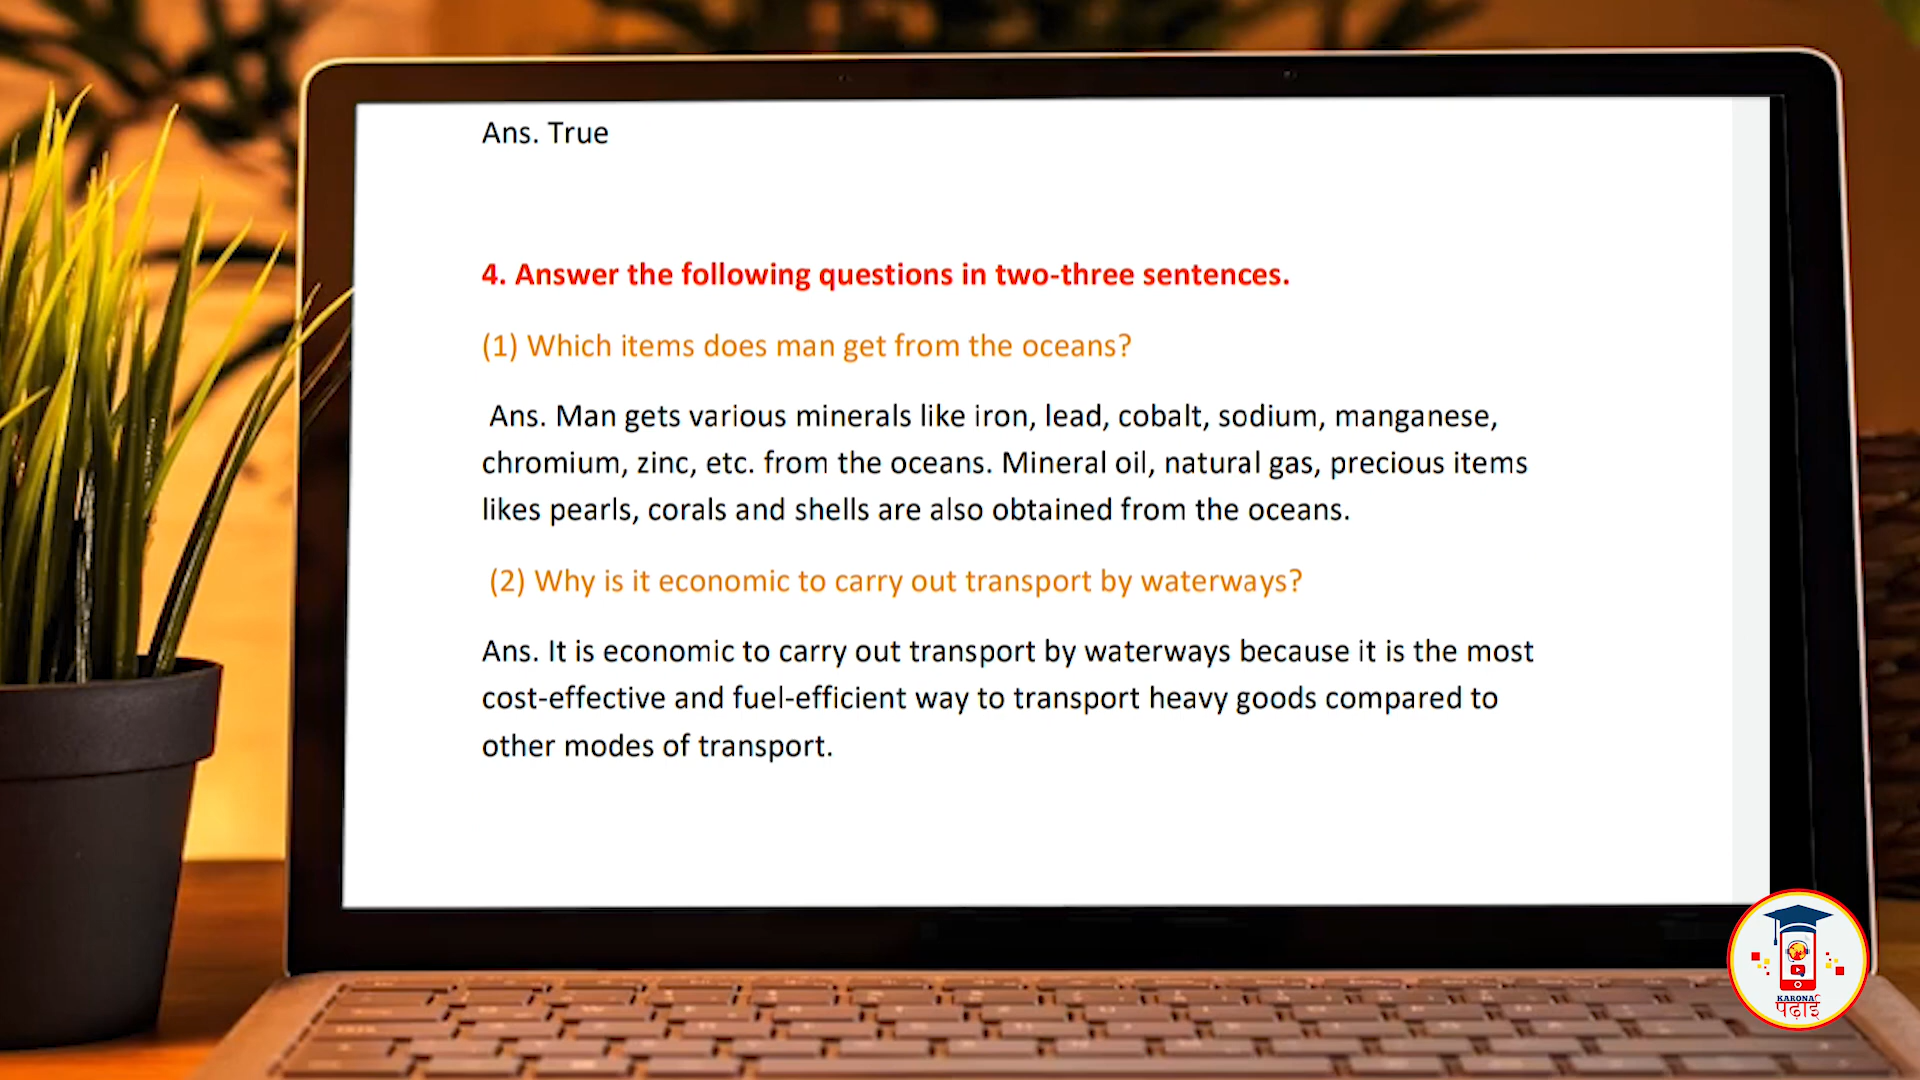 Ans. True
4. Answer the following questions in two-three sentences.
(1) Which items does man get from the oceans?
Ans. Man gets various minerals like iron, lead, cobalt, sodium, manganese,
chromium, zinc, etc. from the oceans. Mineral oil, natural gas, precious items
likes pearls, corals and shells are also obtained from the oceans.
(2) Why is it economic to carry out transport by waterways?
Ans. It is economic to carry out transport by waterways because it is the most
cost-effective and fuel-efficient way to transport heavy goods compared to
other modes of transport.
KARONA
पढ़ाई